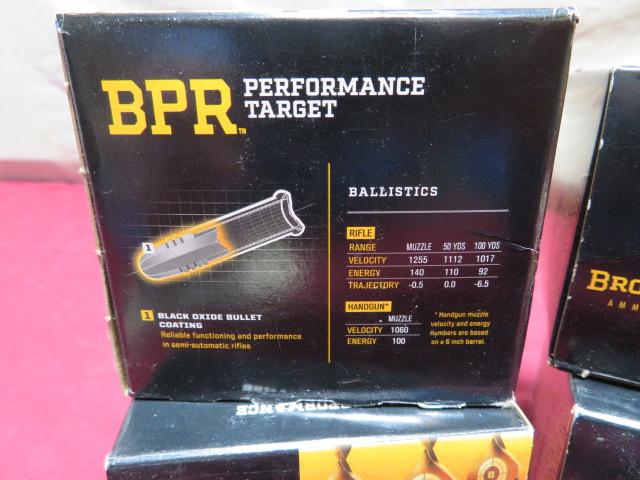 BPR™ PERFORMANCE
TARGET
1
1 BLACK OXIDE BULLET
COATING
Reliable functioning and performance
in semi-automatic rifles
BALLISTICS
RIFLE
RANGE MUZZLE 50 YDS 100 YDS
VELOCITY 1255 1112 1017
ENERGY 140 110 92
TRAJECTORY -0.5 0.0 -6.5
HANDGUN*
MUZZLE
VELOCITY 1060
ENERGY 100
* Handgun muzzle
velocity and energy
numbers are based
on a 6 inch barrel.